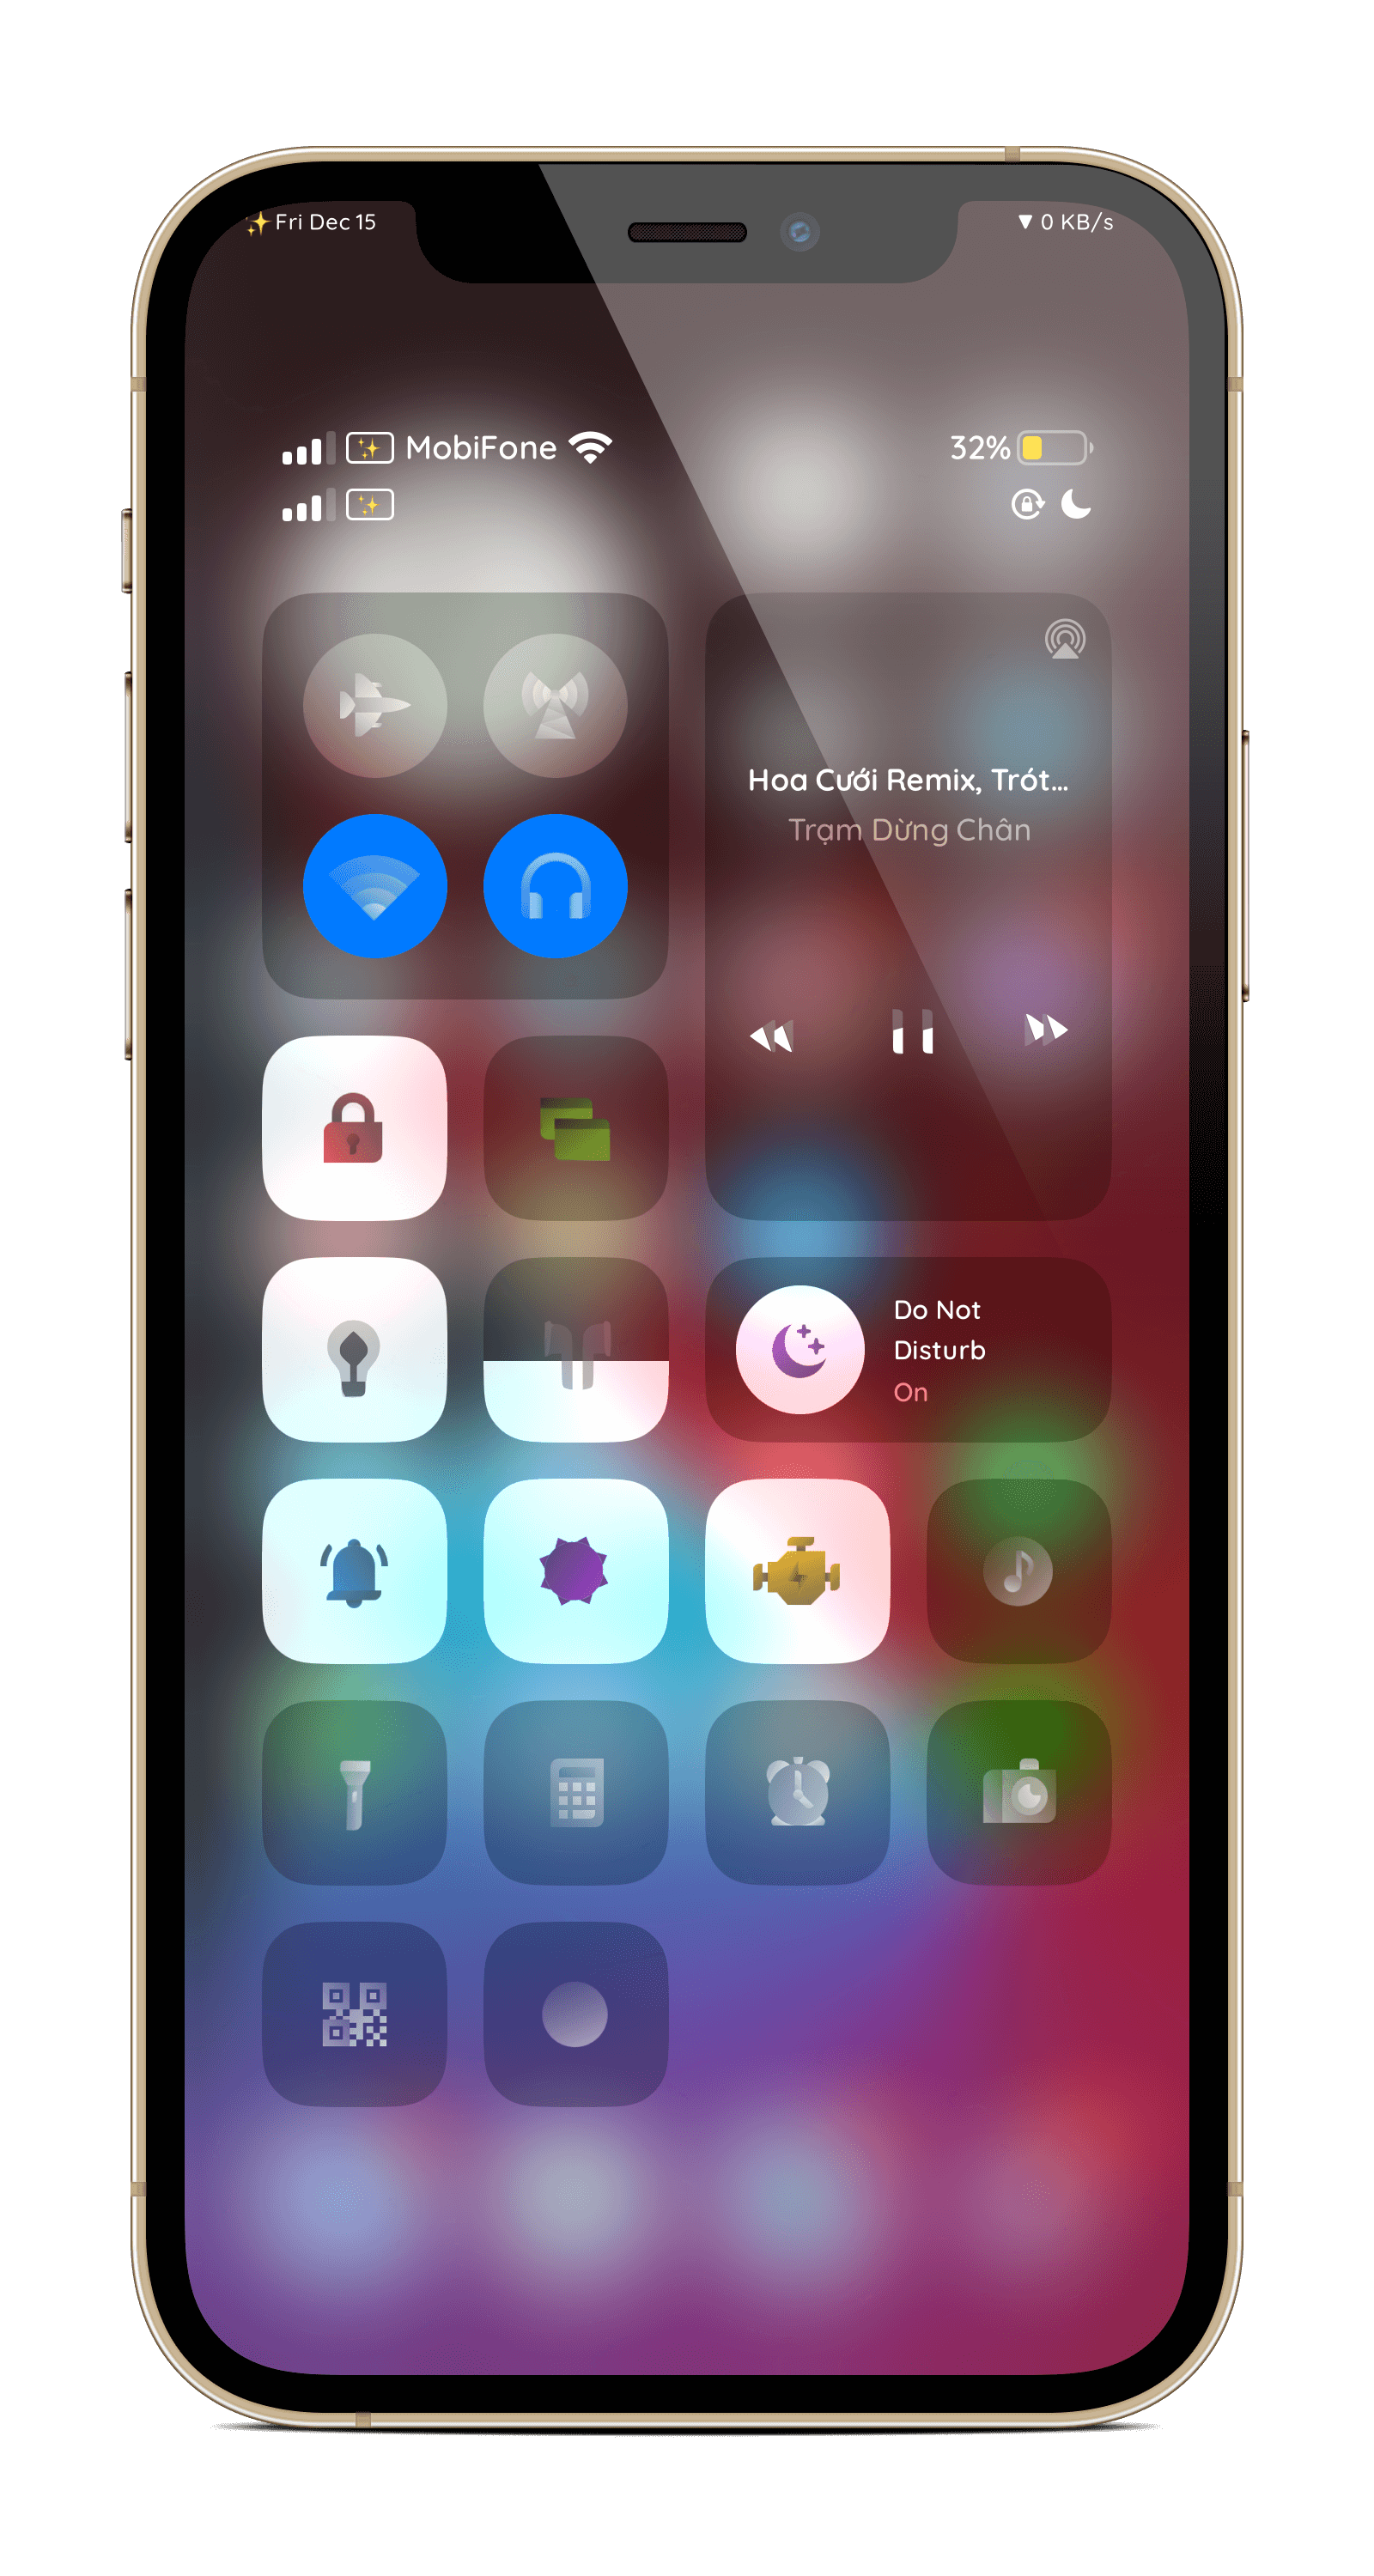 ✨Fri Dec 15
▼ 0 KB/s
MobiFone
32%
Hoa Cưới Remix, Trót...
Trạm Dừng Chân
Do Not
Disturb
On